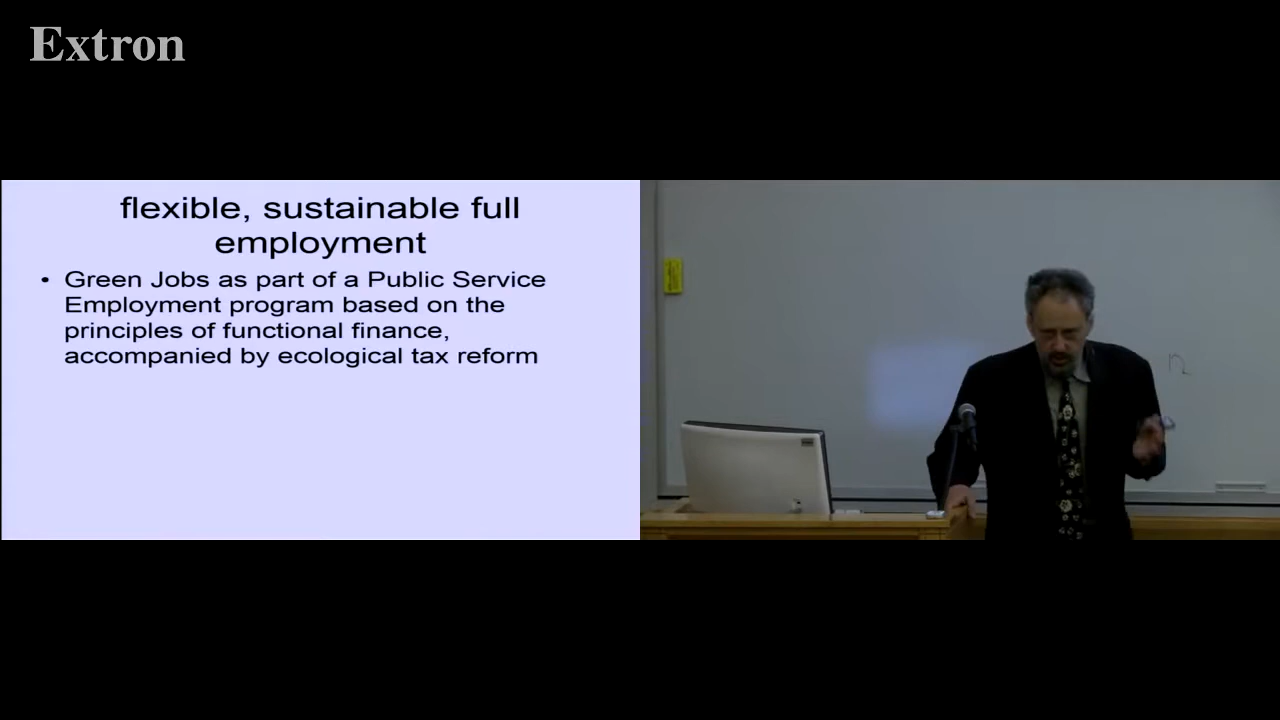 Extron
flexible, sustainable full
employment
• Green Jobs as part of a Public Service
Employment program based on the
principles of functional finance,
accompanied by ecological tax reform
n